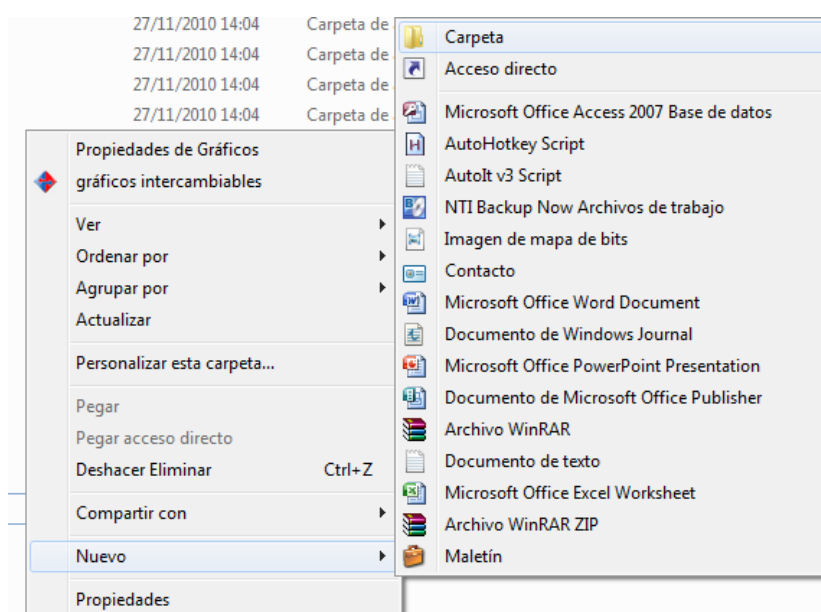 27/11/2010 14:04 Carpeta de
27/11/2010 14:04 Carpeta de
27/11/2010 14:04 Carpeta de
27/11/2010 14:04 Carpeta de
Propiedades de Gráficos
gráficos intercambiables
Ver
Ordenar por
Agrupar por
Actualizar
Personalizar esta carpeta...
Pegar
Pegar acceso directo
Deshacer Eliminar Ctrl+Z
Compartir con
Nuevo
Propiedades
Carpeta
Acceso directo
Microsoft Office Access 2007 Base de datos
AutoHotkey Script
AutoIt v3 Script
NTI Backup Now Archivos de trabajo
Imagen de mapa de bits
Contacto
Microsoft Office Word Document
Documento de Windows Journal
Microsoft Office PowerPoint Presentation
Documento de Microsoft Office Publisher
Archivo WinRAR
Documento de texto
Microsoft Office Excel Worksheet
Archivo WinRAR ZIP
Maletín